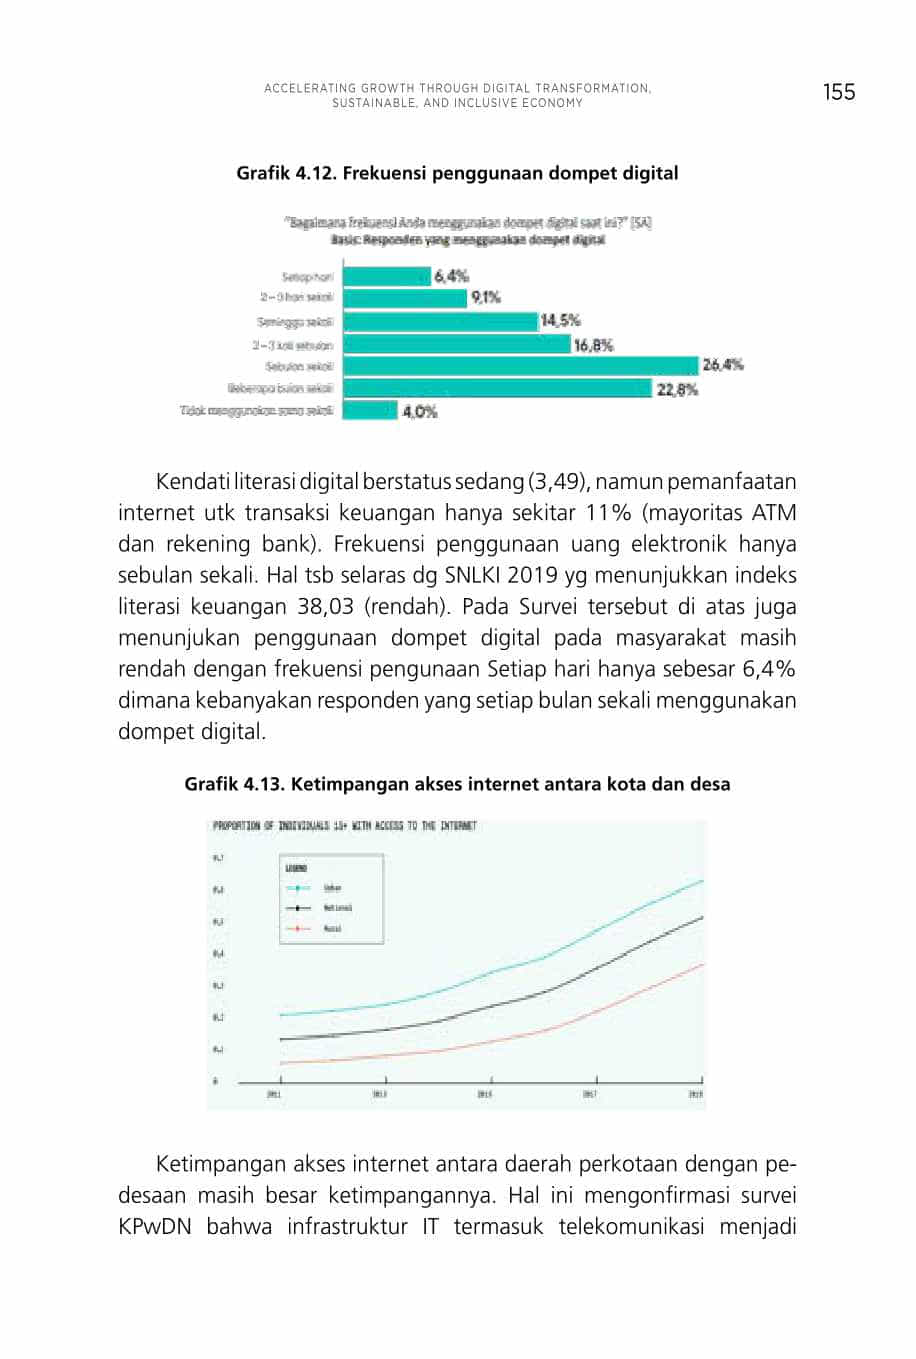 ACCELERATING GROWTH THROUGH DIGITAL TRANSFORMATION,
SUSTAINABLE, AND INCLUSIVE ECONOMY
155
Grafik 4.12. Frekuensi penggunaan dompet digital
"Bagaimana frekuensi Anda menggunakan dompet digital saat ini?" [SA]
Basis: Responden yang menggunakan dompet digital
Setiap hari 6,4%
2–3 hari sekali 9,1%
Seminggu sekali 14,5%
2–3 kali sebulan 16,8%
Sebulan sekali 26,4%
Beberapa bulan sekali 22,8%
Tidak menggunakan sama sekali 4,0%
Kendati literasi digital berstatus sedang (3,49), namun pemanfaatan
internet utk transaksi keuangan hanya sekitar 11% (mayoritas ATM
dan rekening bank). Frekuensi penggunaan uang elektronik hanya
sebulan sekali. Hal tsb selaras dg SNLKI 2019 yg menunjukkan indeks
literasi keuangan 38,03 (rendah). Pada Survei tersebut di atas juga
menunjukan penggunaan dompet digital pada masyarakat masih
rendah dengan frekuensi pengunaan Setiap hari hanya sebesar 6,4%
dimana kebanyakan responden yang setiap bulan sekali menggunakan
dompet digital.
Grafik 4.13. Ketimpangan akses internet antara kota dan desa
PROPORTION OF INDIVIDUALS 15+ WITH ACCESS TO THE INTERNET
0.7
LEGEND
0.6
Urban
National
0.5
Rural
0.4
0.3
0.2
0.1
0
2011 2013 2015 2017
Ketimpangan akses internet antara daerah perkotaan dengan pe-
desaan masih besar ketimpangannya. Hal ini mengonfirmasi survei
KPwDN bahwa infrastruktur IT termasuk telekomunikasi menjadi